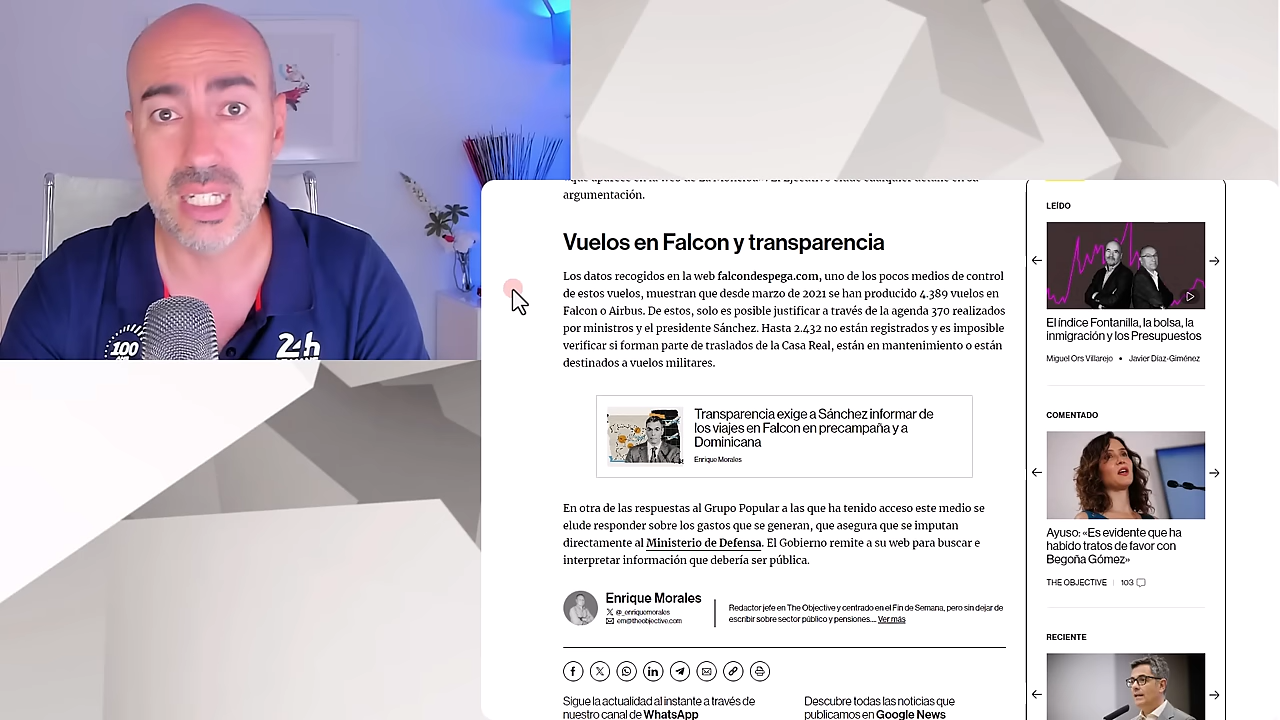 100
24h
argumentación.
Vuelos en Falcon y transparencia
Los datos recogidos en la web falcondespega.com, uno de los pocos medios de control
de estos vuelos, muestran que desde marzo de 2021 se han producido 4.389 vuelos en
Falcon o Airbus. De estos, solo es posible justificar a través de la agenda 370 realizados
por ministros y el presidente Sánchez. Hasta 2.432 no están registrados y es imposible
verificar si forman parte de traslados de la Casa Real, están en mantenimiento o están
destinados a vuelos militares.
Transparencia exige a Sánchez informar de
los viajes en Falcon en precampaña y a
Dominicana
Enrique Morales
En otra de las respuestas al Grupo Popular a las que ha tenido acceso este medio se
elude responder sobre los gastos que se generan, que asegura que se imputan
directamente al Ministerio de Defensa. El Gobierno remite a su web para buscar e
interpretar información que debería ser pública.
Enrique Morales
@_enriquemorales
em@theobjective.com
Redactor jefe en The Objective y centrado en el Fin de Semana, pero sin dejar de
escribir sobre sector público y pensiones.... Ver más
Sigue la actualidad al instante a través de
nuestro canal de WhatsApp
Descubre todas las noticias que
publicamos en Google News
LEÍDO
El índice Fontanilla, la bolsa, la
inmigración y los Presupuestos
Miguel Ors Villarejo • Javier Díaz-Giménez
COMENTADO
Ayuso: «Es evidente que ha
habido tratos de favor con
Begoña Gómez»
THE OBJECTIVE | 103
RECIENTE